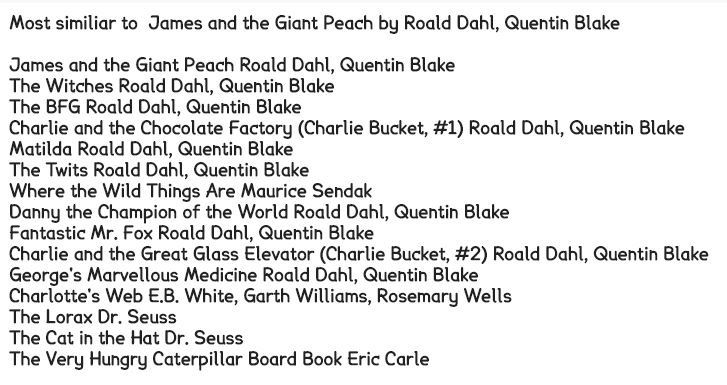 Most similiar to James and the Giant Peach by Roald Dahl, Quentin Blake
James and the Giant Peach Roald Dahl, Quentin Blake
The Witches Roald Dahl, Quentin Blake
The BFG Roald Dahl, Quentin Blake
Charlie and the Chocolate Factory (Charlie Bucket, #1) Roald Dahl, Quentin Blake
Matilda Roald Dahl, Quentin Blake
The Twits Roald Dahl, Quentin Blake
Where the Wild Things Are Maurice Sendak
Danny the Champion of the World Roald Dahl, Quentin Blake
Fantastic Mr. Fox Roald Dahl, Quentin Blake
Charlie and the Great Glass Elevator (Charlie Bucket, #2) Roald Dahl, Quentin Blake
George's Marvellous Medicine Roald Dahl, Quentin Blake
Charlotte's Web E.B. White, Garth Williams, Rosemary Wells
The Lorax Dr. Seuss
The Cat in the Hat Dr. Seuss
The Very Hungry Caterpillar Board Book Eric Carle